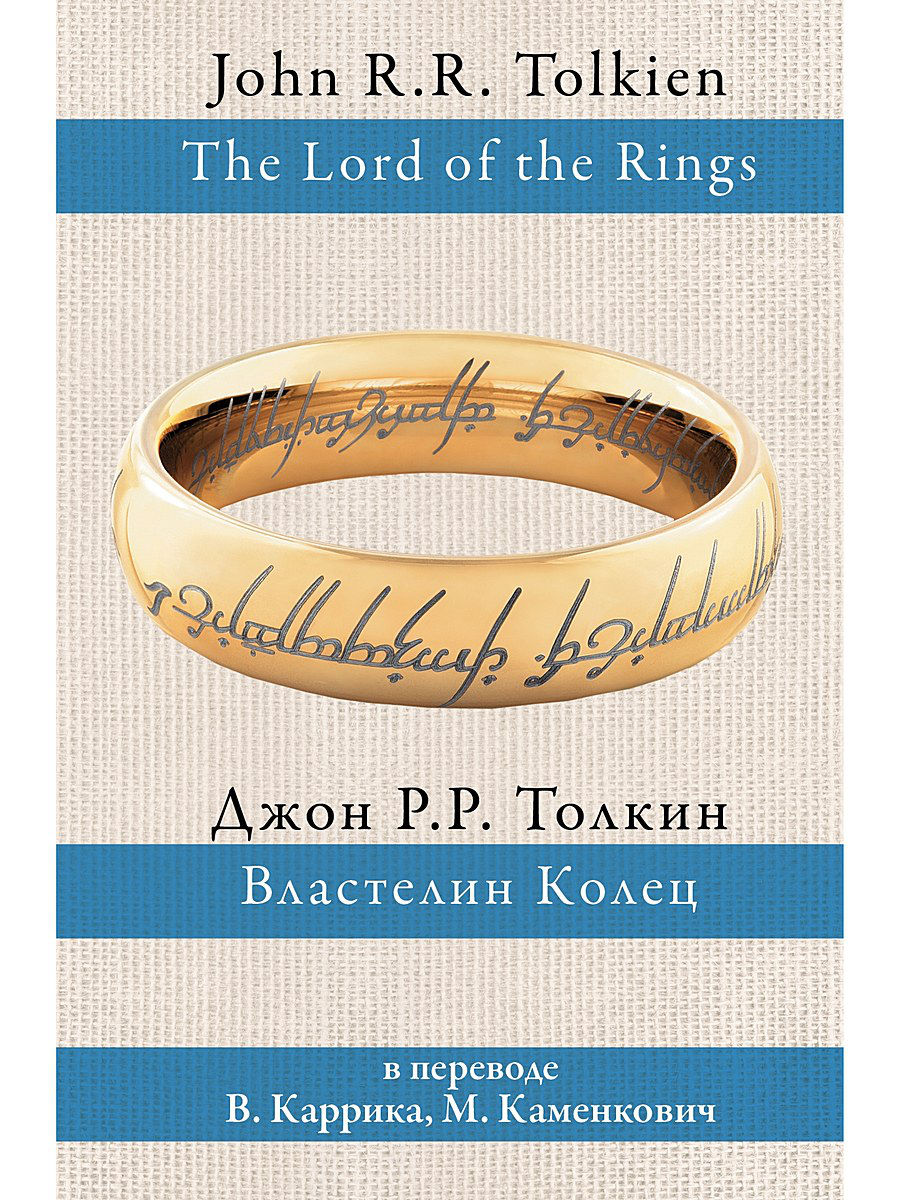 John R.R. Tolkien
The Lord of the Rings
Джон Р.Р. Толкин
Властелин Колец
в переводе
В. Каррика, М. Каменкович